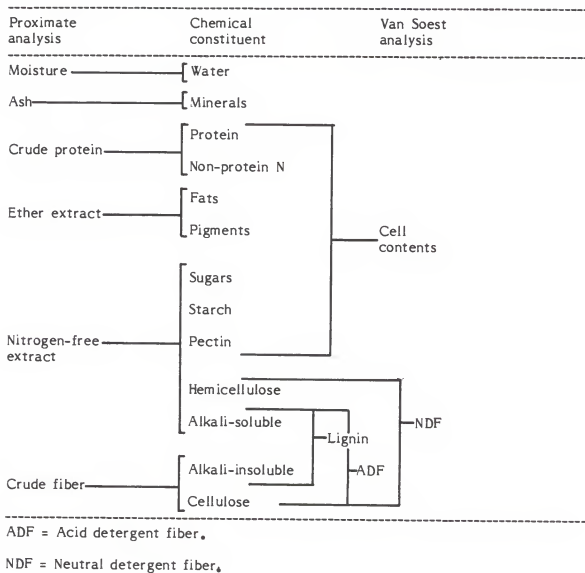 Proximate Chemical Van Soest
analysis constituent analysis
Moisture Water
Ash Minerals
Protein
Crude protein
Non-protein N
Fats
Ether extract
Pigments
Cell
contents
Sugars
Starch
Nitrogen-free Pectin
extract
Hemicellulose
Alkali-soluble NDF
Lignin
Alkali-insoluble ADF
Crude fiber
Cellulose
ADF = Acid detergent fiber.
NDF = Neutral detergent fiber.